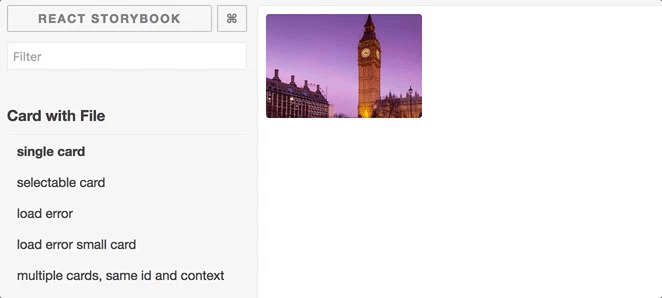 REACT STORYBOOK
⌘
Filter
Card with File
single card
selectable card
load error
load error small card
multiple cards, same id and context